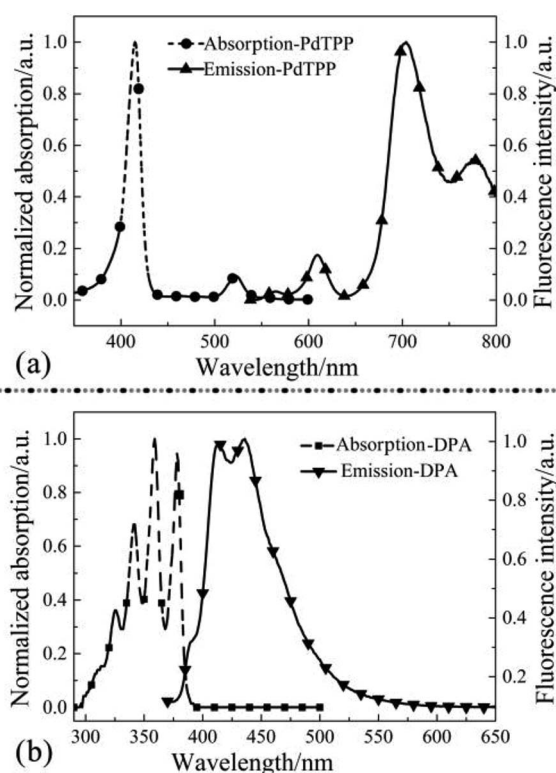 Absorption-PdTPP
Emission-PdTPP
Normalized absorption/a.u.
Fluorescence intensity/a.u.
1.0 1.0
0.8 0.8
0.6 0.6
0.4 0.4
0.2 0.2
0.0 0.0
400 500 600 700 800
Wavelength/nm
(a)
Absorption-DPA
Emission-DPA
Normalized absorption/a.u.
Fluorescence intensity/a.u.
1.0 1.0
0.8 0.8
0.6 0.6
0.4 0.4
0.2 0.2
0.0
290 350 400 450 500 550 600 650
Wavelength/nm
(b)